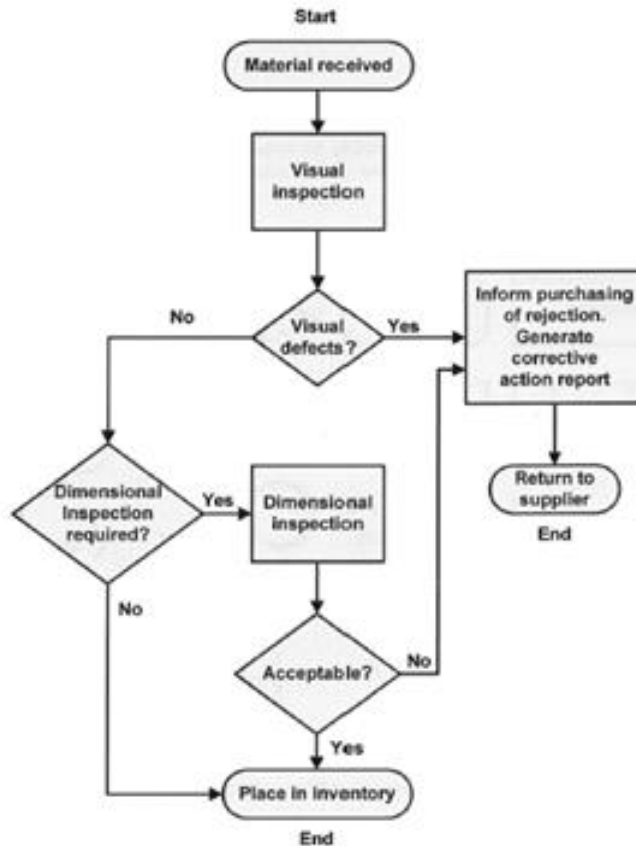 Start
Material received
Visual
inspection
Visual
defects?
No
Yes
Inform purchasing
of rejection.
Generate
corrective
action report
Return to
supplier
End
Dimensional
Inspection
required?
Yes
Dimensional
inspection
No
Acceptable?
No
Yes
Place in inventory
End